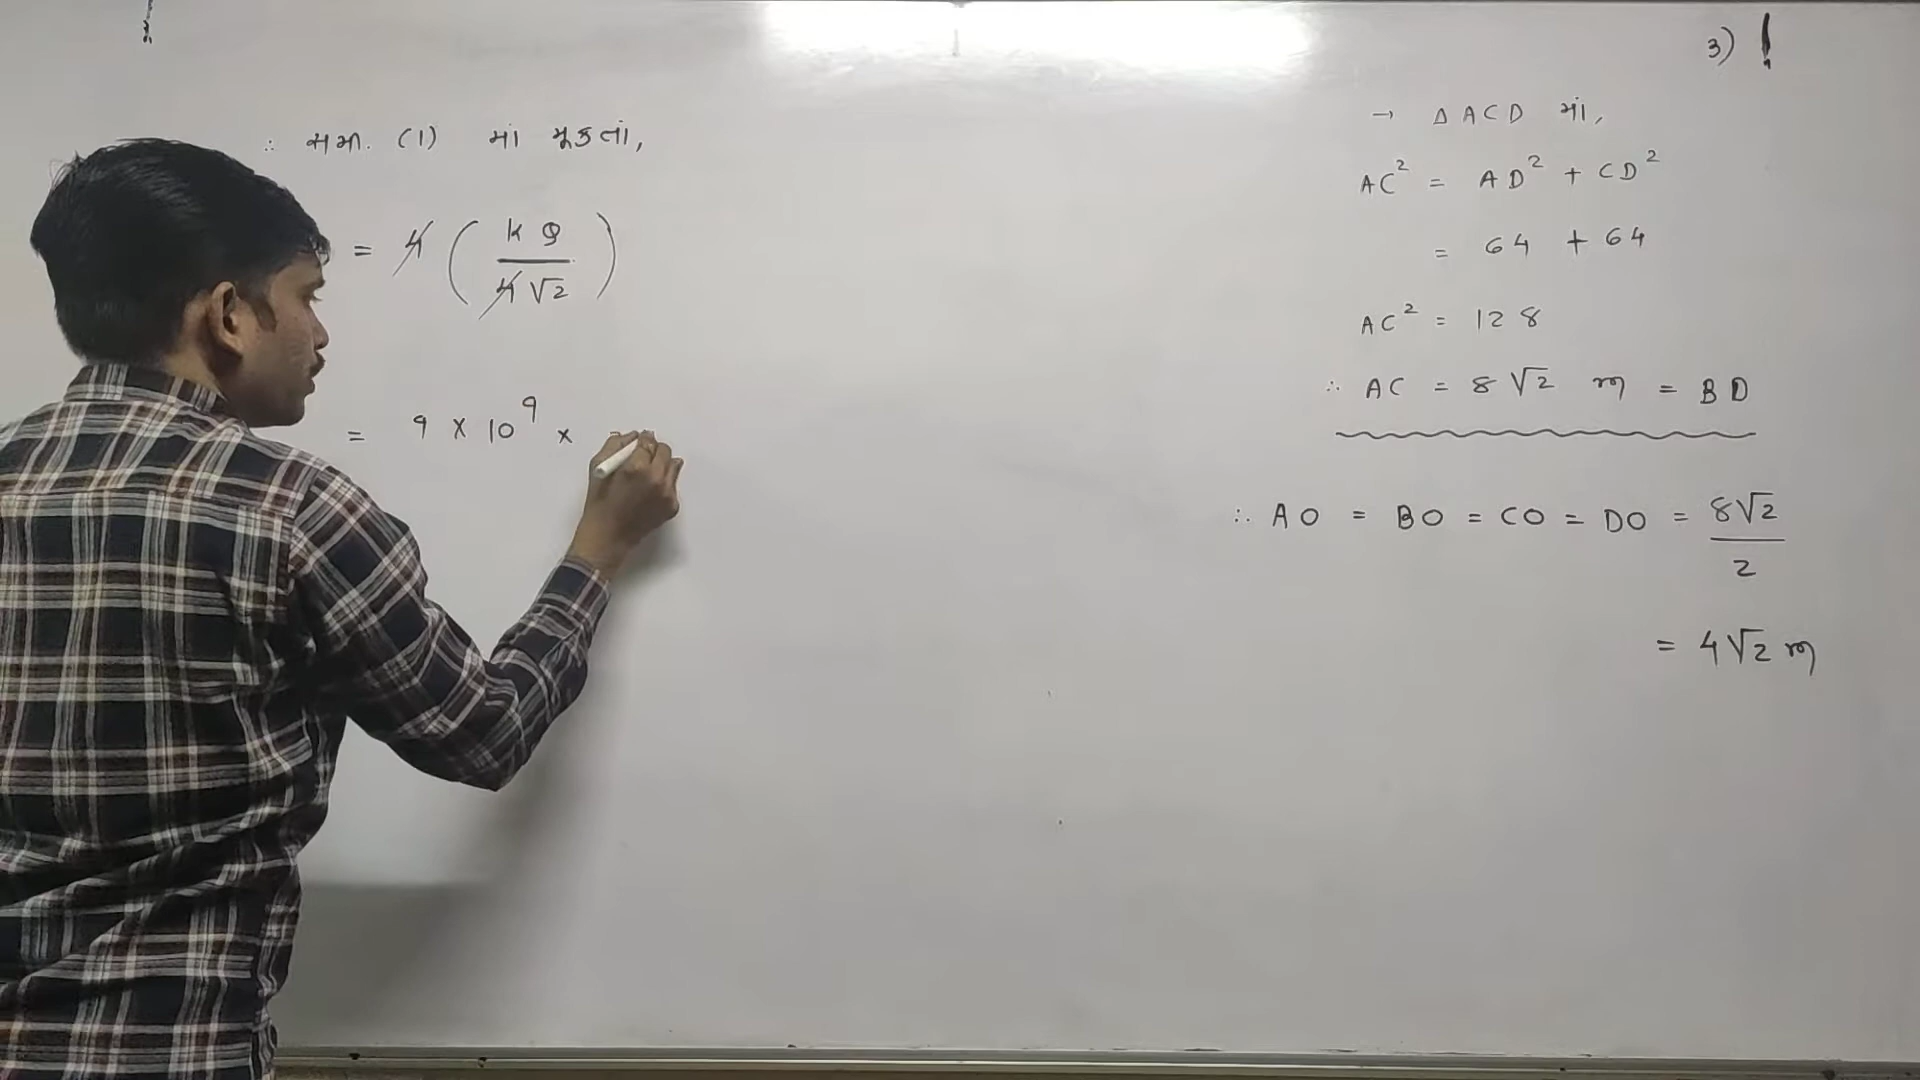 ∴ સમી. (1) માં મૂકતાં,
= 4 ( k Q / 4√2 )
= 9 × 10⁹ ×
3)
→ Δ ACD માં,
AC² = AD² + CD²
= 64 + 64
AC² = 128
∴ AC = 8√2 m = BD
∴ AO = BO = CO = DO = 8√2 / 2
= 4√2 m